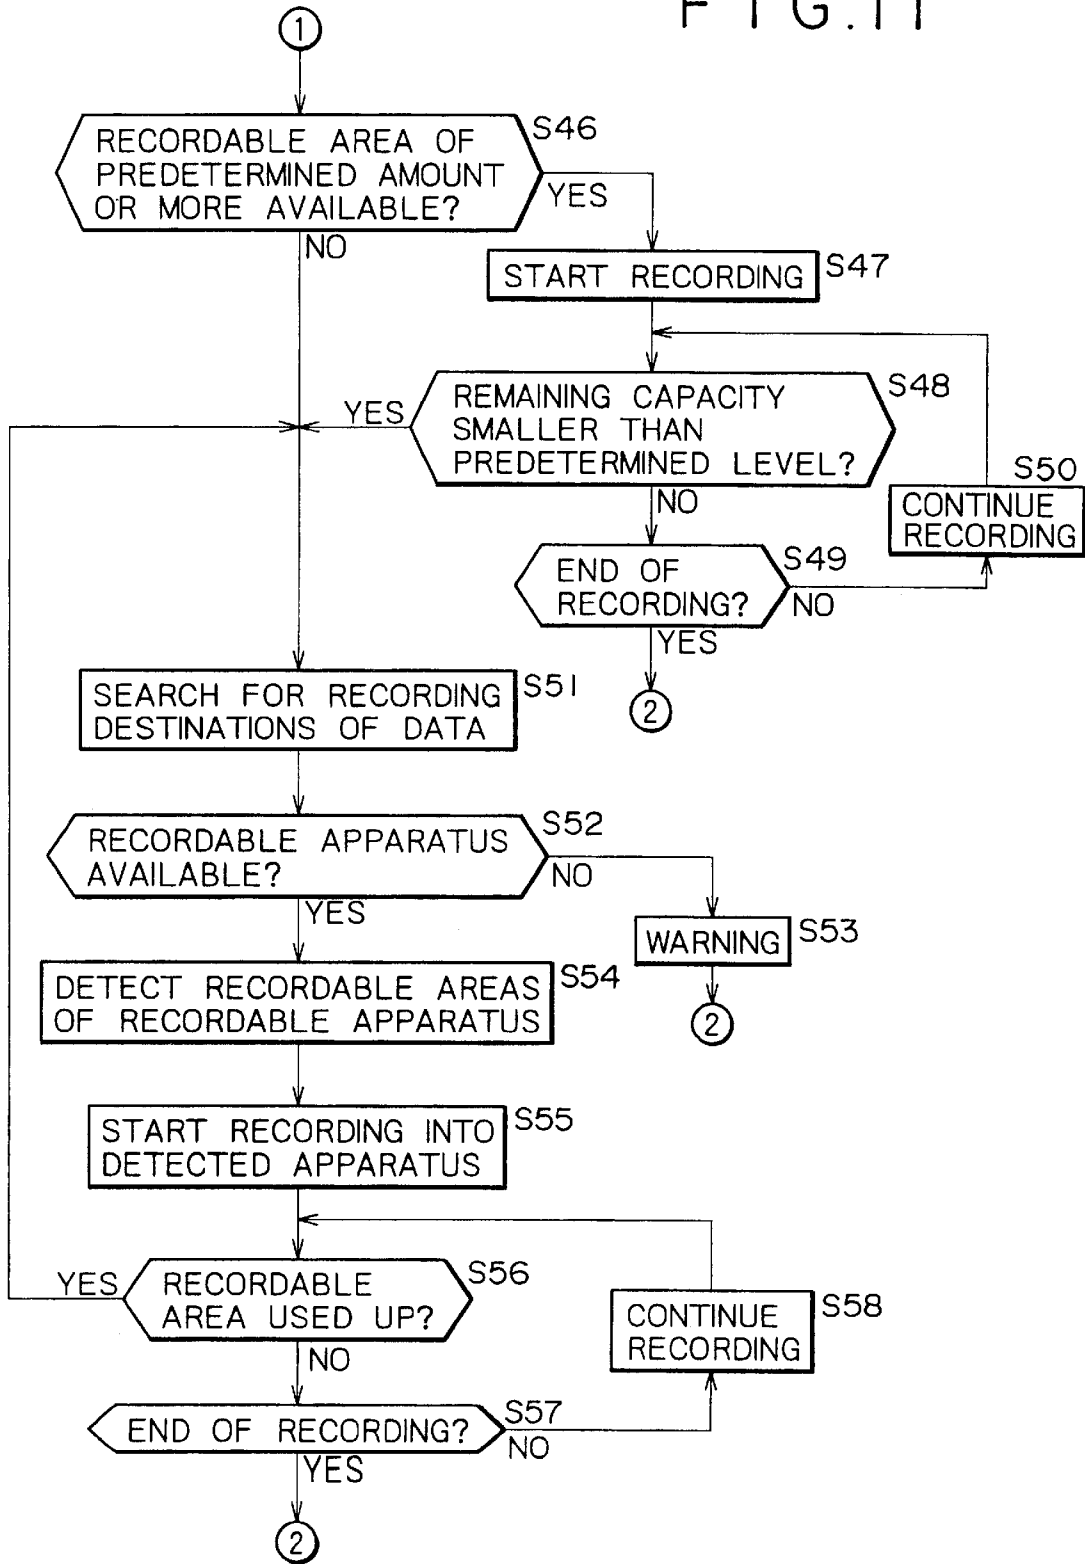 FIG.11
1
RECORDABLE AREA OF
PREDETERMINED AMOUNT
OR MORE AVAILABLE?
S46
YES
NO
START RECORDING
S47
REMAINING CAPACITY
SMALLER THAN
PREDETERMINED LEVEL?
S48
YES
NO
S50
CONTINUE
RECORDING
END OF
RECORDING?
S49
NO
YES
2
SEARCH FOR RECORDING
DESTINATIONS OF DATA
S51
RECORDABLE APPARATUS
AVAILABLE?
S52
NO
YES
WARNING
S53
2
DETECT RECORDABLE AREAS
OF RECORDABLE APPARATUS
S54
START RECORDING INTO
DETECTED APPARATUS
S55
YES
RECORDABLE
AREA USED UP?
S56
NO
CONTINUE
RECORDING
S58
END OF RECORDING?
S57
NO
YES
2